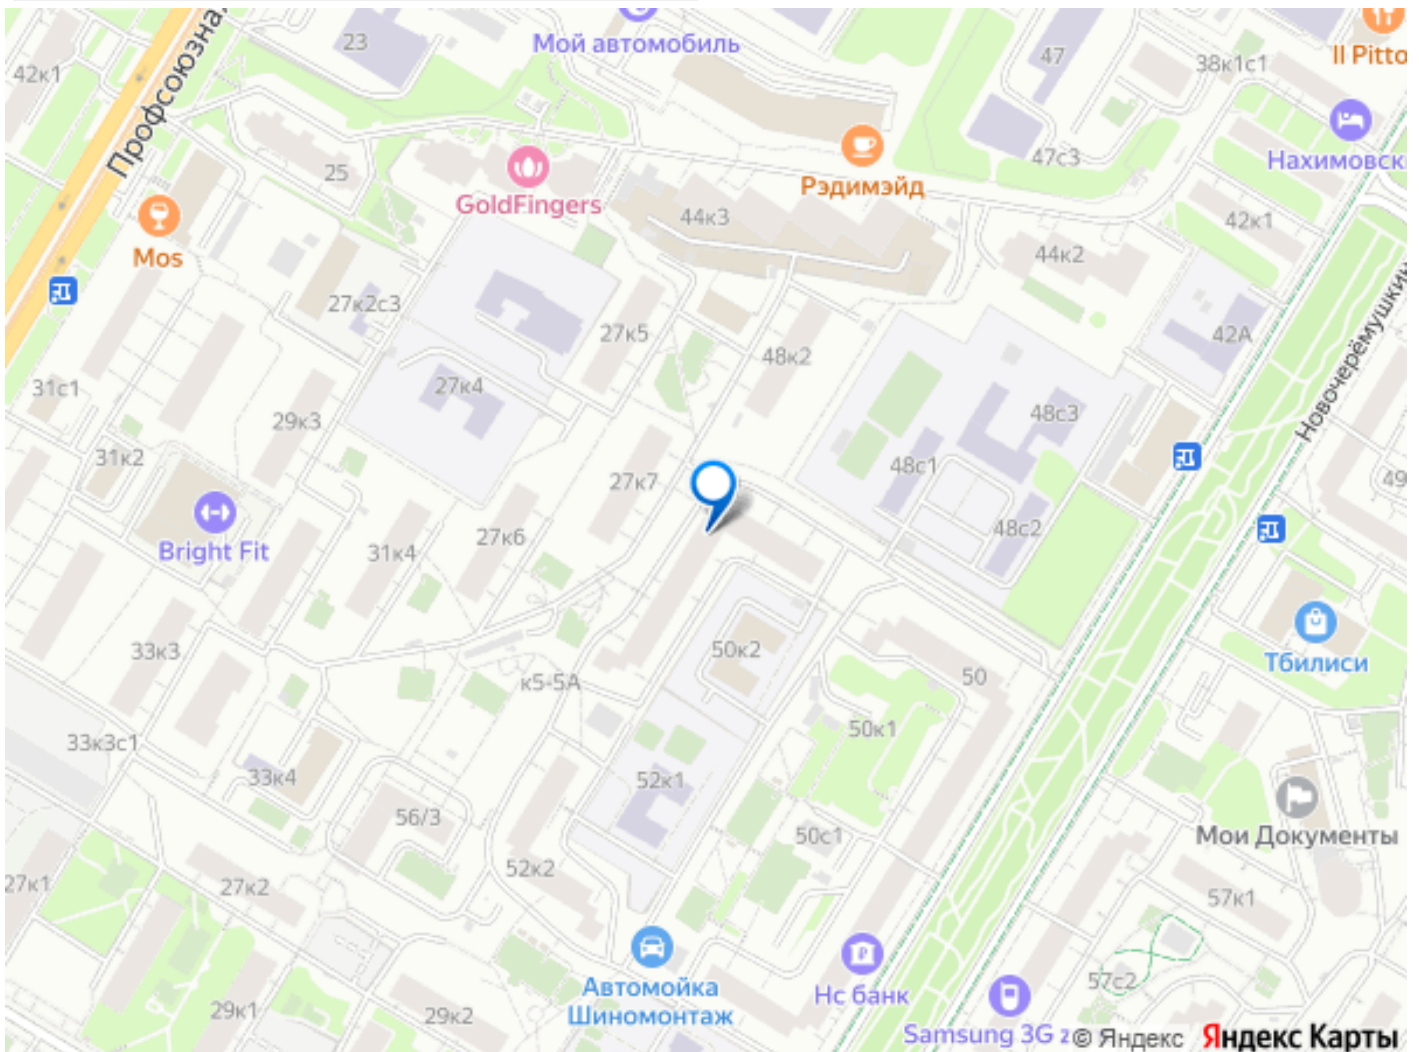 23
Мой автомобиль
47
38к1с1
Il Pitto
42к1
Профсоюзна
25
GoldFingers
Рэдимэйд
47с3
Нахимовск
Mos
44к3
42к1
44к2
27к2с3
27к5
48к2
42А
Новочерёмушкин
31с1
27к4
29к3
48с3
31к2
27к7
48с1
49
Bright Fit
31к4
27к6
48с2
33к3
50к2
к5-5А
50
Тбилиси
33к3с1
33к4
52к1
50к1
56/3
50с1
Мои Документы
27к1
27к2
52к2
57к1
Автомойка
Шиномонтаж
Нс банк
57с2
29к1
29к2
Samsung 3G z
© Яндекс Яндекс Карты